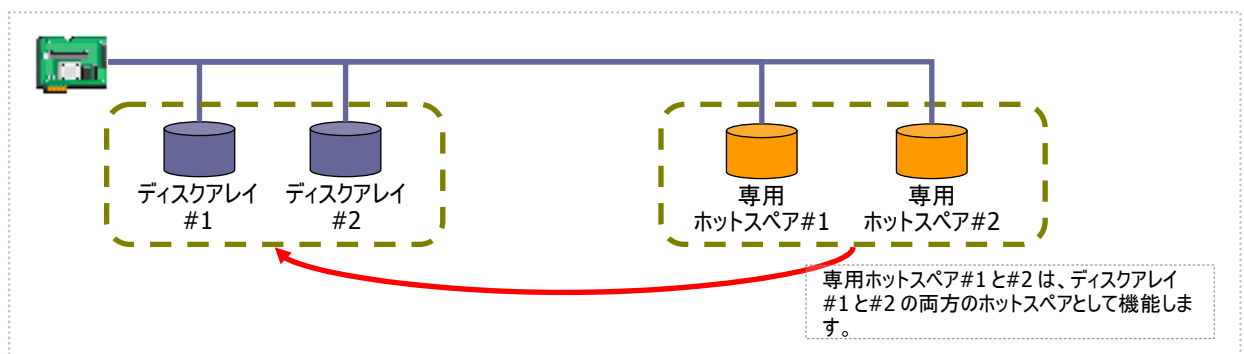 ディスクアレイ
#1
ディスクアレイ
#2
専用
ホットスペア#1
専用
ホットスペア#2
専用ホットスペア#1 と#2 は、ディスクアレイ
#1 と#2 の両方のホットスペアとして機能しま
す。